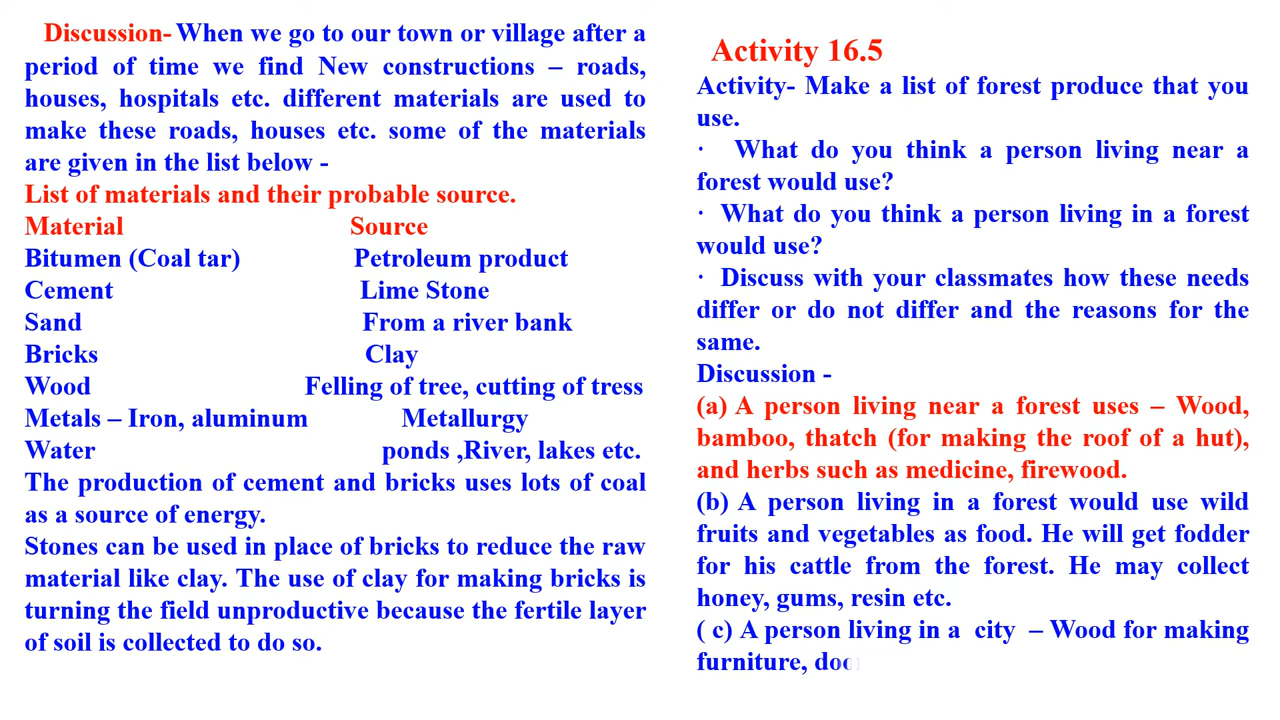 Discussion- When we go to our town or village after a
period of time we find New constructions – roads,
houses, hospitals etc. different materials are used to
make these roads, houses etc. some of the materials
are given in the list below -
List of materials and their probable source.
Material Source
Bitumen (Coal tar) Petroleum product
Cement Lime Stone
Sand From a river bank
Bricks Clay
Wood Felling of tree, cutting of tress
Metals – Iron, aluminum Metallurgy
Water ponds ,River, lakes etc.
The production of cement and bricks uses lots of coal
as a source of energy.
Stones can be used in place of bricks to reduce the raw
material like clay. The use of clay for making bricks is
turning the field unproductive because the fertile layer
of soil is collected to do so.
Activity 16.5
Activity- Make a list of forest produce that you
use.
· What do you think a person living near a
forest would use?
· What do you think a person living in a forest
would use?
· Discuss with your classmates how these needs
differ or do not differ and the reasons for the
same.
Discussion -
(a) A person living near a forest uses – Wood,
bamboo, thatch (for making the roof of a hut),
and herbs such as medicine, firewood.
(b) A person living in a forest would use wild
fruits and vegetables as food. He will get fodder
for his cattle from the forest. He may collect
honey, gums, resin etc.
( c) A person living in a city – Wood for making
furniture,